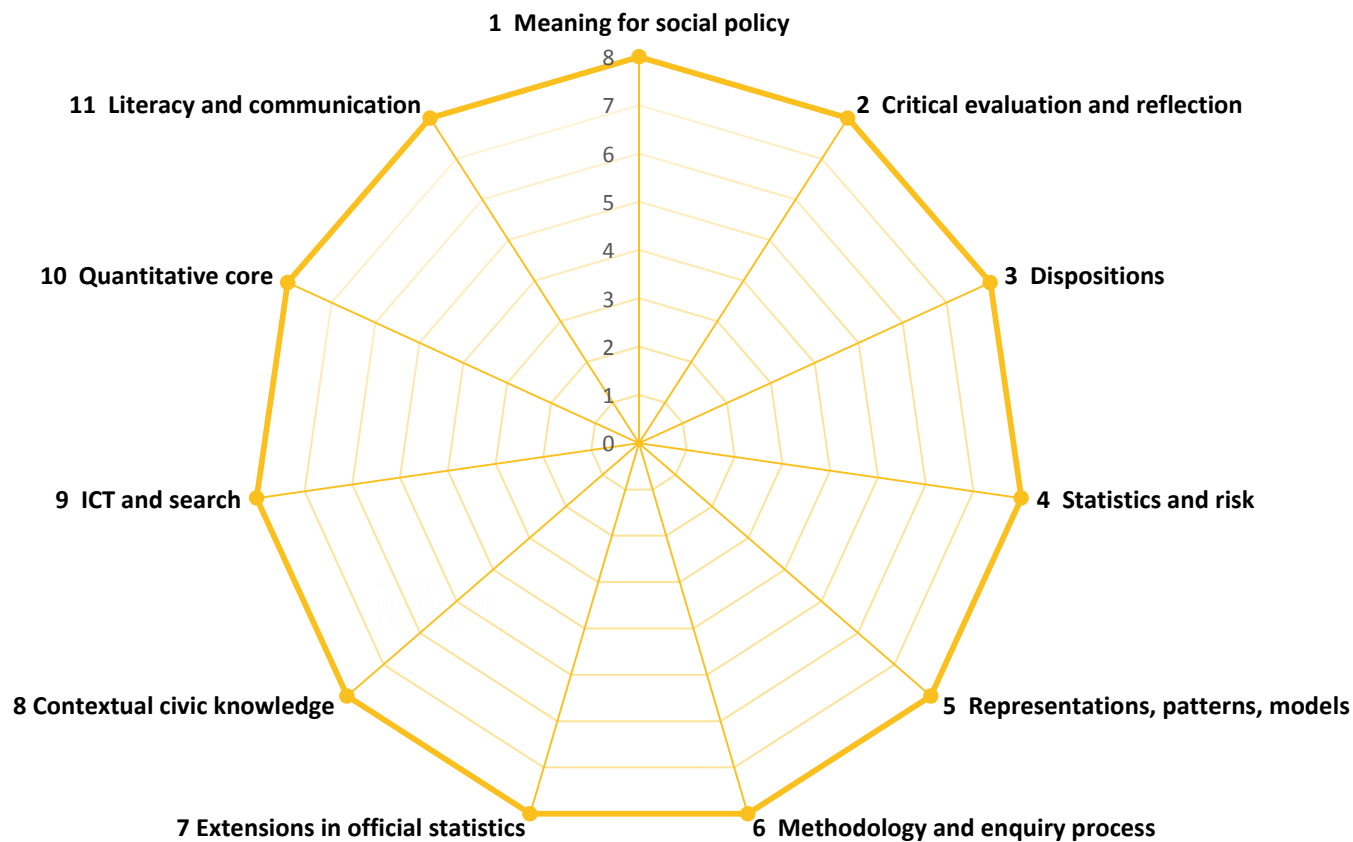 1  Meaning for social policy
8
11  Literacy and communication
2  Critical evaluation and reflection
7
6
5
10  Quantitative core
3  Dispositions
4
3
2
1
0
9  ICT and search
4  Statistics and risk
8 Contextual civic knowledge
5  Representations, patterns, models
7 Extensions in official statistics
6  Methodology and enquiry process